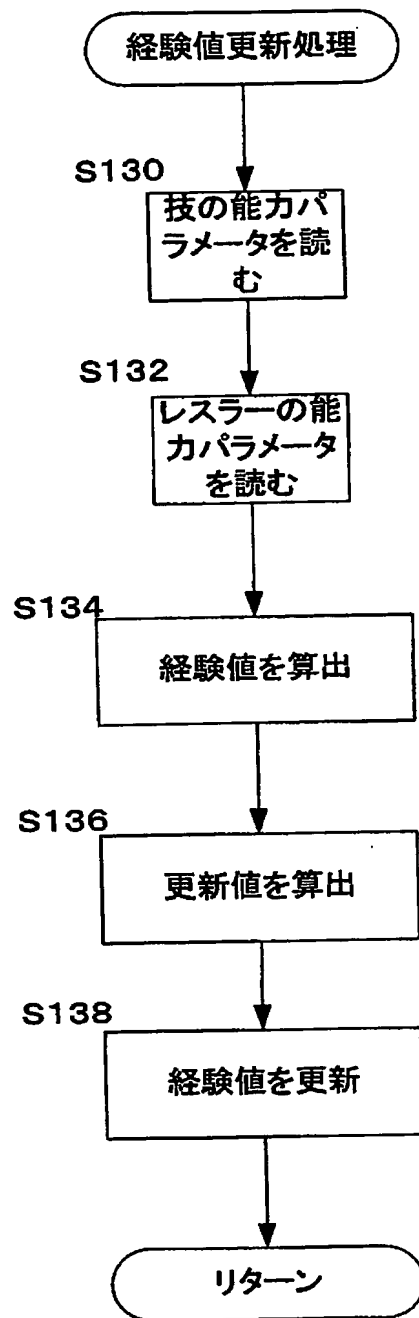 経験値更新処理
S130
技の能力パ
ラメータを読
む
S132
レスラーの能
力パラメータ
を読む
S134
経験値を算出
S136
更新値を算出
S138
経験値を更新
リターン